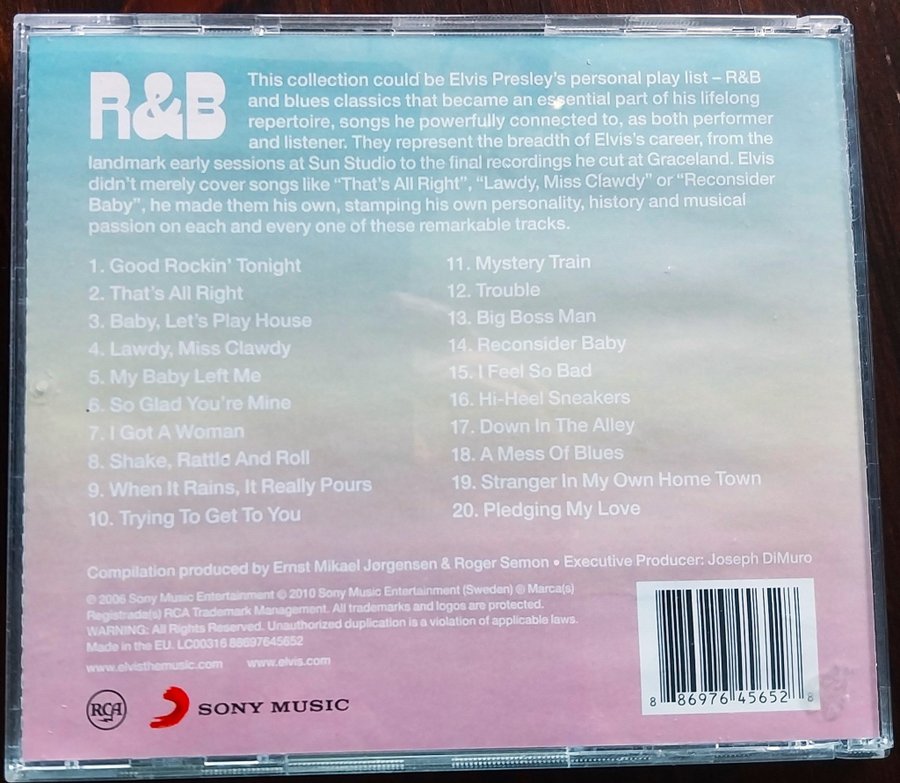 R&B
This collection could be Elvis Presley's personal play list – R&B
and blues classics that became an essential part of his lifelong
repertoire, songs he powerfully connected to, as both performer
and listener. They represent the breadth of Elvis's career, from the
landmark early sessions at Sun Studio to the final recordings he cut at Graceland. Elvis
didn't merely cover songs like "That's All Right", "Lawdy, Miss Clawdy" or "Reconsider
Baby", he made them his own, stamping his own personality, history and musical
passion on each and every one of these remarkable tracks.
1. Good Rockin' Tonight
2. That's All Right
3. Baby, Let's Play House
4. Lawdy, Miss Clawdy
5. My Baby Left Me
6. So Glad You're Mine
7. I Got A Woman
8. Shake, Rattle And Roll
9. When It Rains, It Really Pours
10. Trying To Get To You
11. Mystery Train
12. Trouble
13. Big Boss Man
14. Reconsider Baby
15. I Feel So Bad
16. Hi-Heel Sneakers
17. Down In The Alley
18. A Mess Of Blues
19. Stranger In My Own Home Town
20. Pledging My Love
Compilation produced by Ernst Mikael Jørgensen & Roger Semon • Executive Producer: Joseph DiMuro
℗ 2006 Sony Music Entertainment © 2010 Sony Music Entertainment (Sweden) ® Marca(s)
Registrada(s) RCA Trademark Management. All trademarks and logos are protected.
WARNING: All Rights Reserved. Unauthorized duplication is a violation of applicable laws.
Made in the EU. LC00316 88697645652
www.elvisthemusic.com www.elvis.com
RCA
SONY MUSIC
8 86976 45652 8